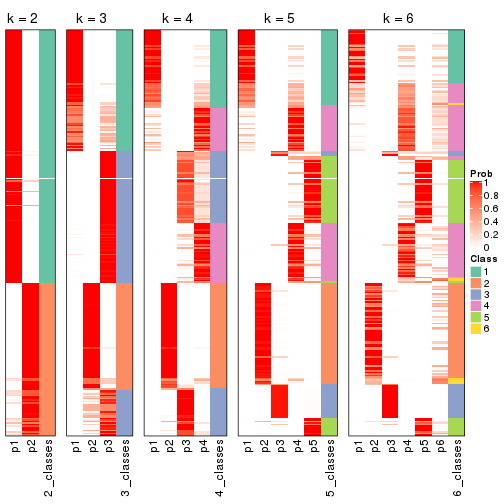 k = 2
k = 3
k = 4
k = 5
k = 6
p1
p2
2_classes
p1
p2
p3
3_classes
p1
p2
p3
p4
4_classes
p1
p2
p3
p4
p5
5_classes
p1
p2
p3
p4
p5
p6
6_classes
Prob
1
0.8
0.6
0.4
0.2
0
Class
1
2
3
4
5
6